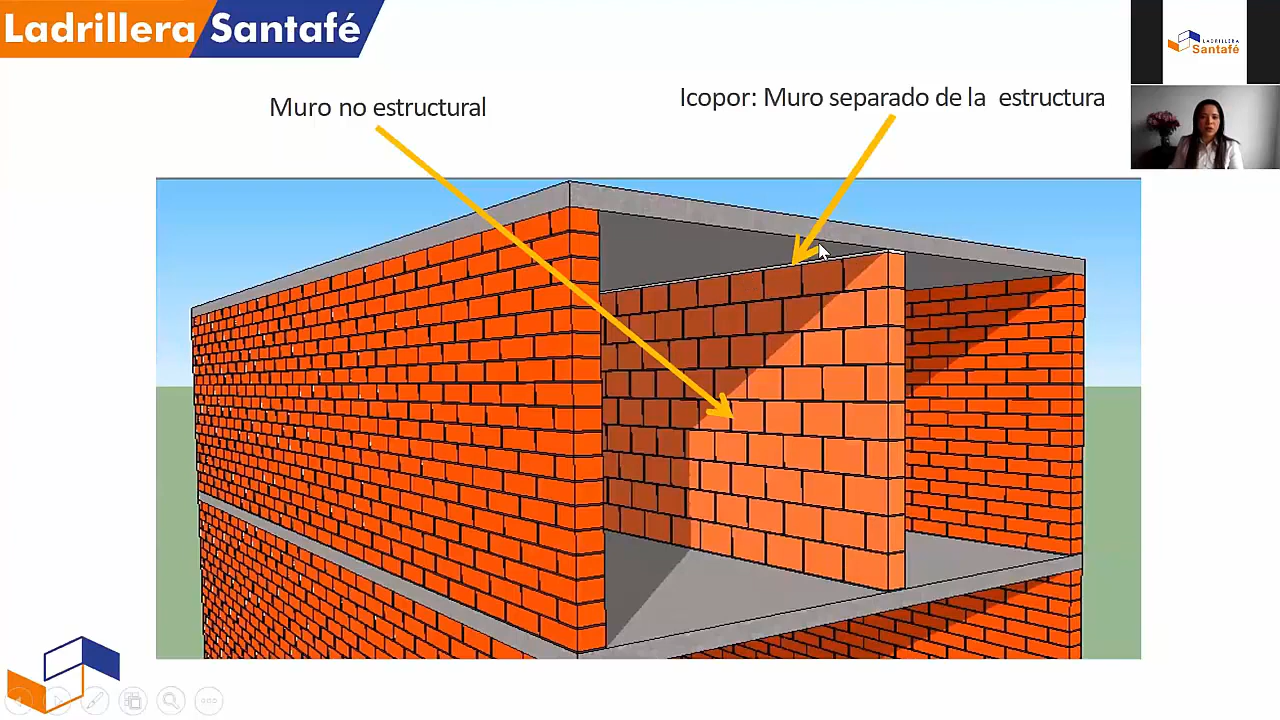 Ladrillera Santafé
LADRILLERA
Santafé
Muro no estructural
Icopor: Muro separado de la estructura